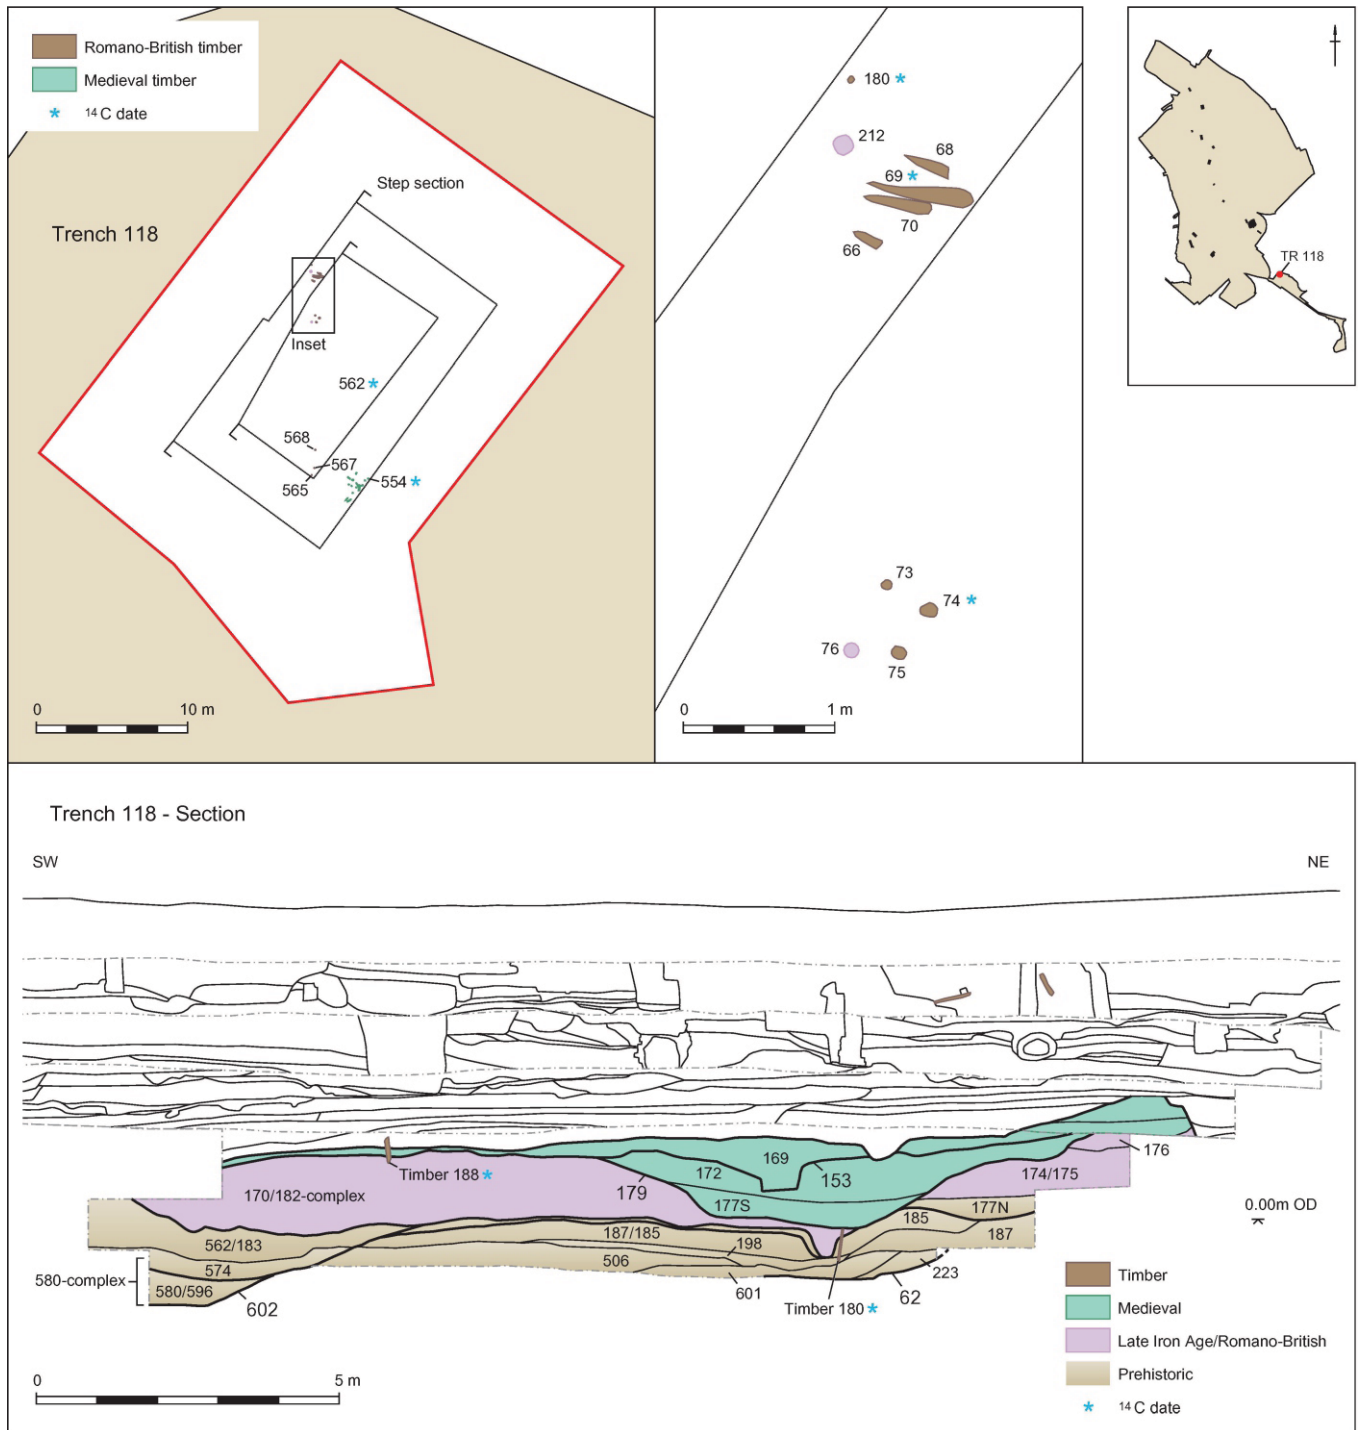 Romano-British timber
Medieval timber
* ¹⁴C date
Trench 118
Step section
Inset
562 *
568
567
565
554 *
0 10 m
180 *
212
68
69 *
70
66
73
74 *
76
75
0 1 m
TR 118
Trench 118 - Section
SW NE
Timber 188 *
170/182-complex
179
172
169
153
177S
174/175
176
177N
185
187
0.00m OD
562/183
187/185
198
506
574
580-complex
580/596
602
601
62
223
Timber 180 *
0 5 m
Timber
Medieval
Late Iron Age/Romano-British
Prehistoric
* ¹⁴C date